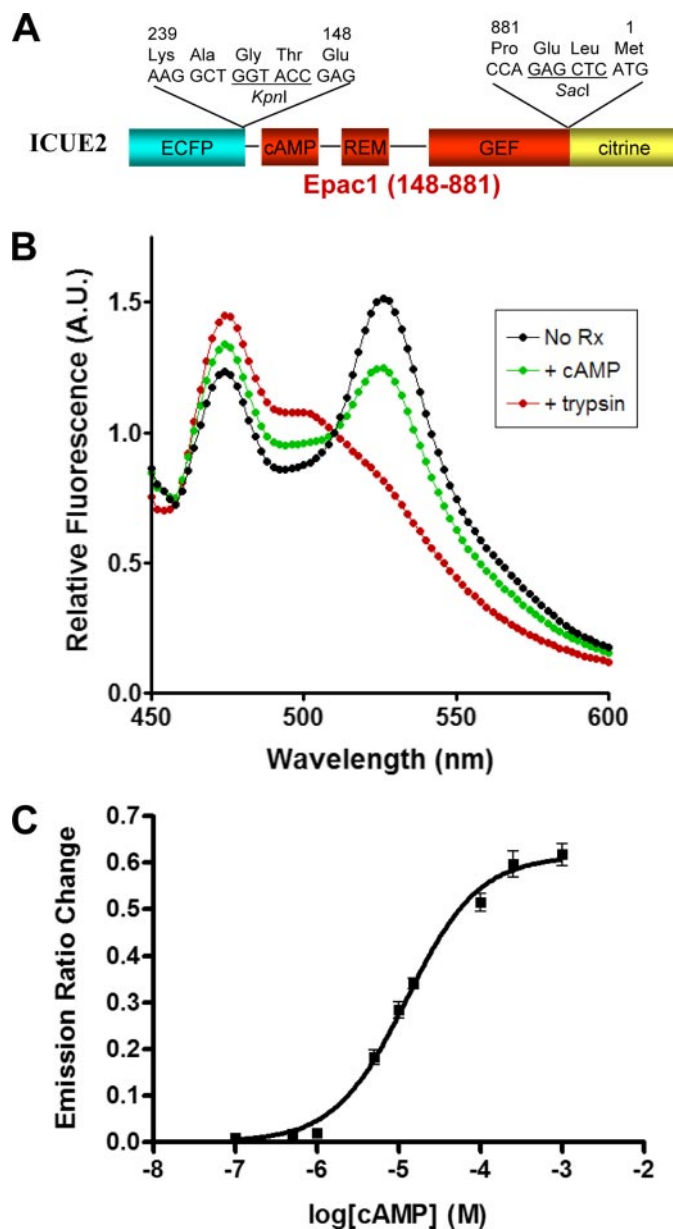 A
239 148
Lys Ala Gly Thr Glu
AAG GCT GGT ACC GAG
KpnI
881 1
Pro Glu Leu Met
CCA GAG CTC ATG
SacI
ICUE2
ECFP cAMP REM GEF citrine
Epac1 (148-881)
B
Relative Fluorescence (A.U.)
1.5
1.0
0.5
0.0
450 500 550 600
Wavelength (nm)
No Rx
+ cAMP
+ trypsin
C
Emission Ratio Change
0.7
0.6
0.5
0.4
0.3
0.2
0.1
0.0
-8 -7 -6 -5 -4 -3 -2
log[cAMP] (M)